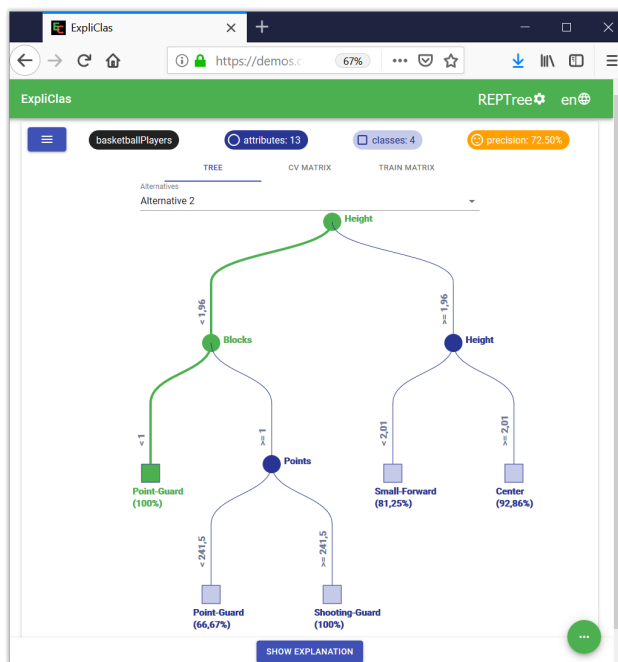 EC ExpliClas
https://demos.c
67%
ExpliClas
REPTree
en
basketballPlayers
attributes: 13
classes: 4
precision: 72.50%
TREE
CV MATRIX
TRAIN MATRIX
Alternatives
Alternative 2
Height
< 1,96
>= 1,96
Blocks
Height
< 1
>= 1
< 2,01
>= 2,01
Points
Point-Guard
(100%)
Small-Forward
(81,25%)
Center
(92,86%)
< 241,5
>= 241,5
Point-Guard
(66,67%)
Shooting-Guard
(100%)
SHOW EXPLANATION